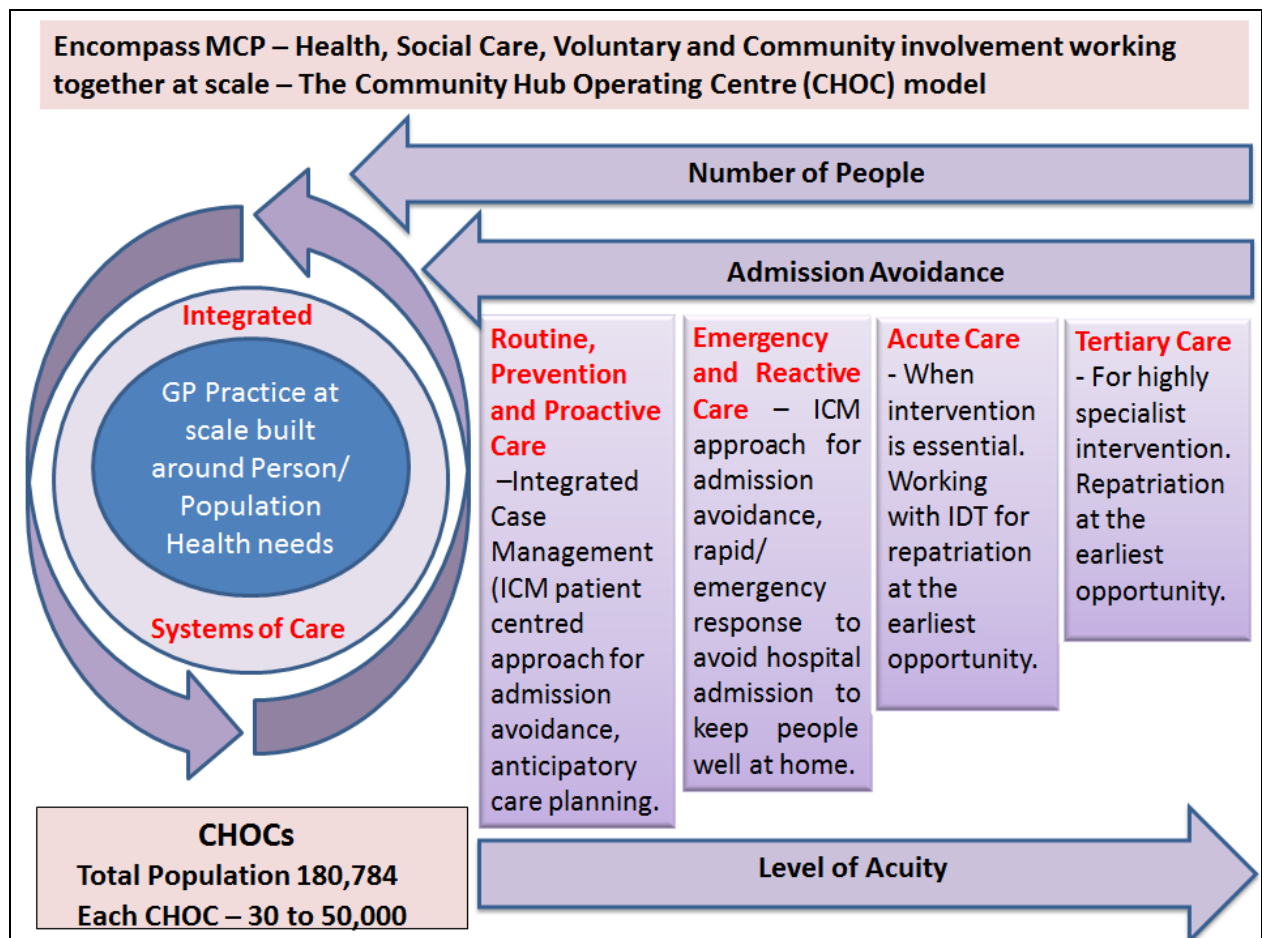 Encompass MCP – Health, Social Care, Voluntary and Community involvement working
together at scale – The Community Hub Operating Centre (CHOC) model
Number of People
Admission Avoidance
Integrated
GP Practice at
scale built
around Person/
Population
Health needs
Systems of Care
Routine,
Prevention
and Proactive
Care
–Integrated
Case
Management
(ICM patient
centred
approach for
admission
avoidance,
anticipatory
care planning.
Emergency
and Reactive
Care – ICM
approach for
admission
avoidance,
rapid/
emergency
response to
avoid hospital
admission to
keep people
well at home.
Acute Care
- When
intervention
is essential.
Working
with IDT for
repatriation
at the
earliest
opportunity.
Tertiary Care
- For highly
specialist
intervention.
Repatriation
at the
earliest
opportunity.
CHOCs
Total Population 180,784
Each CHOC – 30 to 50,000
Level of Acuity